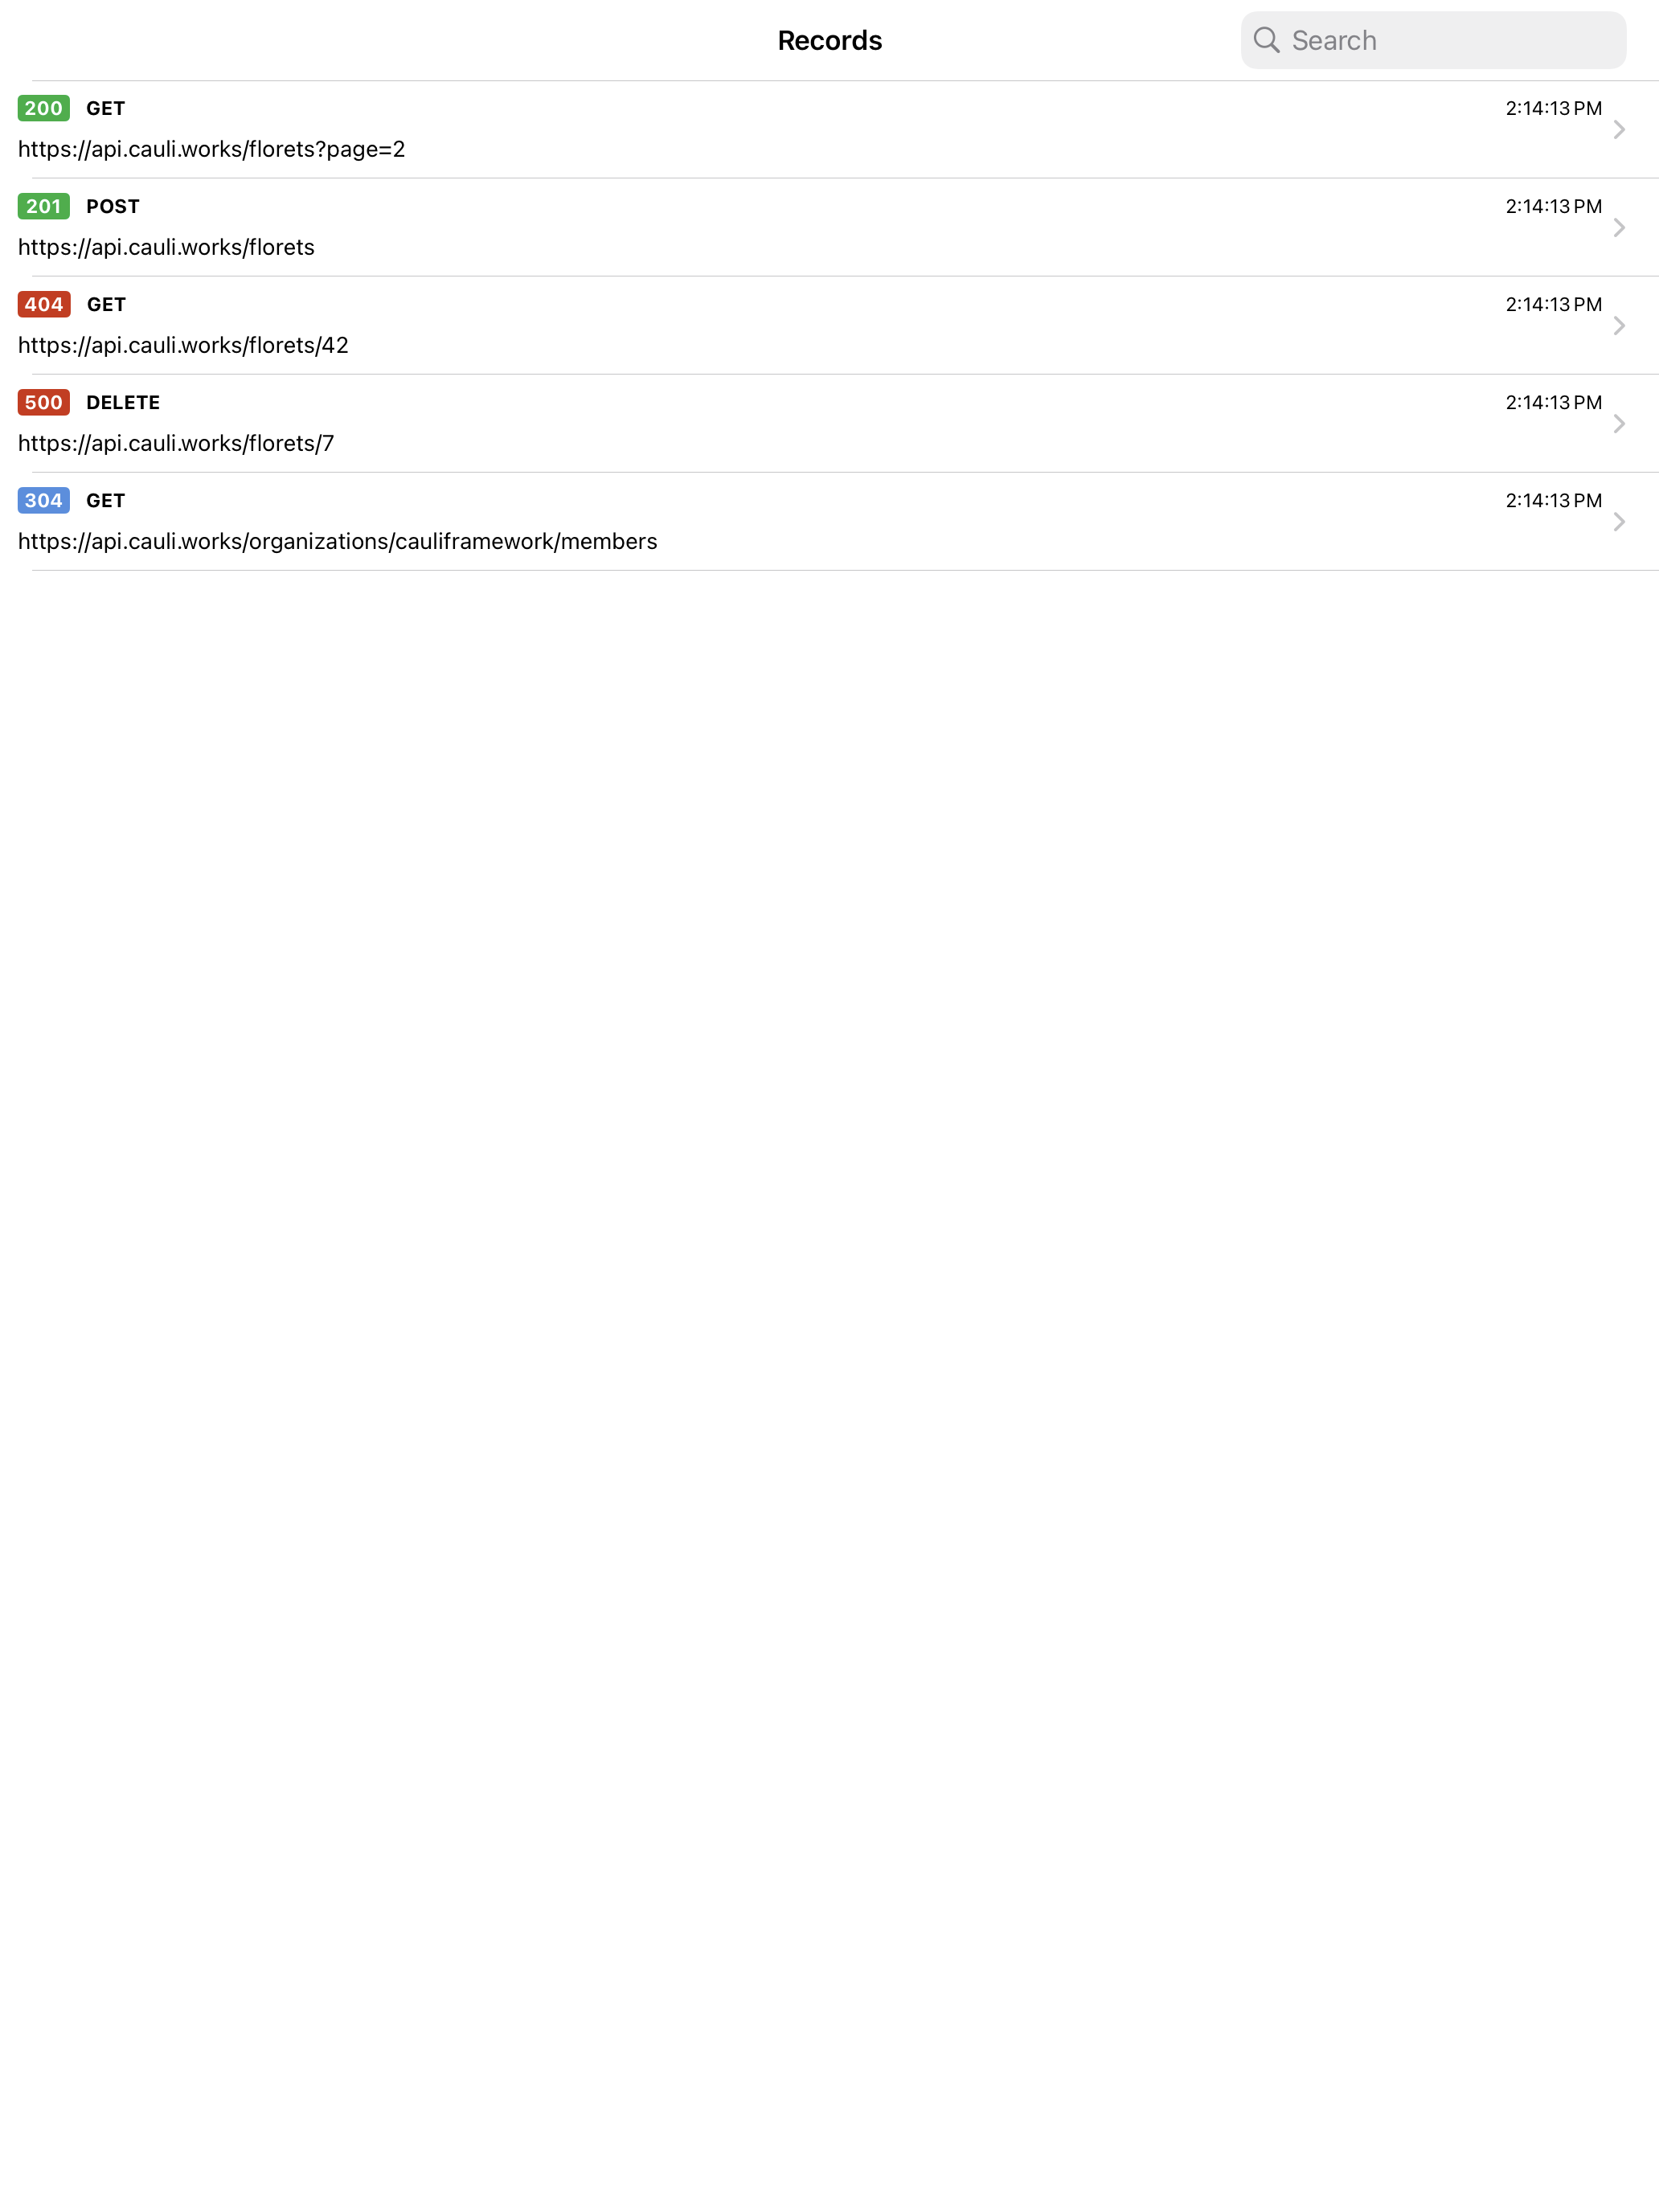 Records
Search
200 GET 2:14:13 PM
https://api.cauli.works/florets?page=2
201 POST 2:14:13 PM
https://api.cauli.works/florets
404 GET 2:14:13 PM
https://api.cauli.works/florets/42
500 DELETE 2:14:13 PM
https://api.cauli.works/florets/7
304 GET 2:14:13 PM
https://api.cauli.works/organizations/cauliframework/members